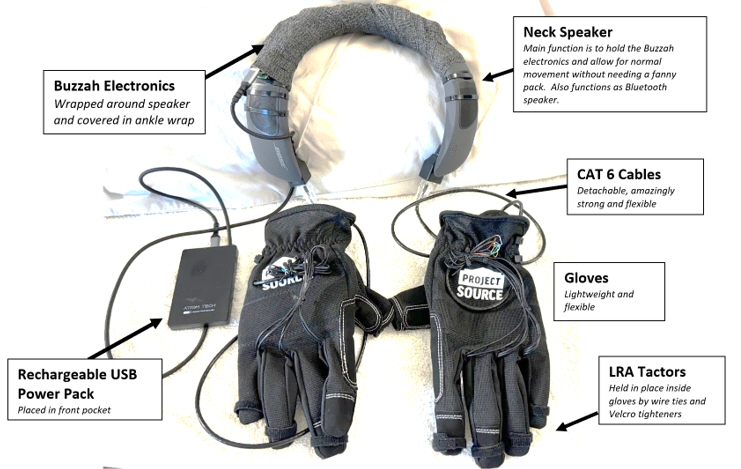 Neck Speaker
Main function is to hold the Buzzah
electronics and allow for normal
movement without needing a fanny
pack. Also functions as Bluetooth
speaker.
Buzzah Electronics
Wrapped around speaker
and covered in ankle wrap
CAT 6 Cables
Detachable, amazingly
strong and flexible
Gloves
Lightweight and
flexible
PROJECT
SOURCE
SOURCE
Rechargeable USB
Power Pack
Placed in front pocket
LRA Tactors
Held in place inside
gloves by wire ties and
Velcro tighteners